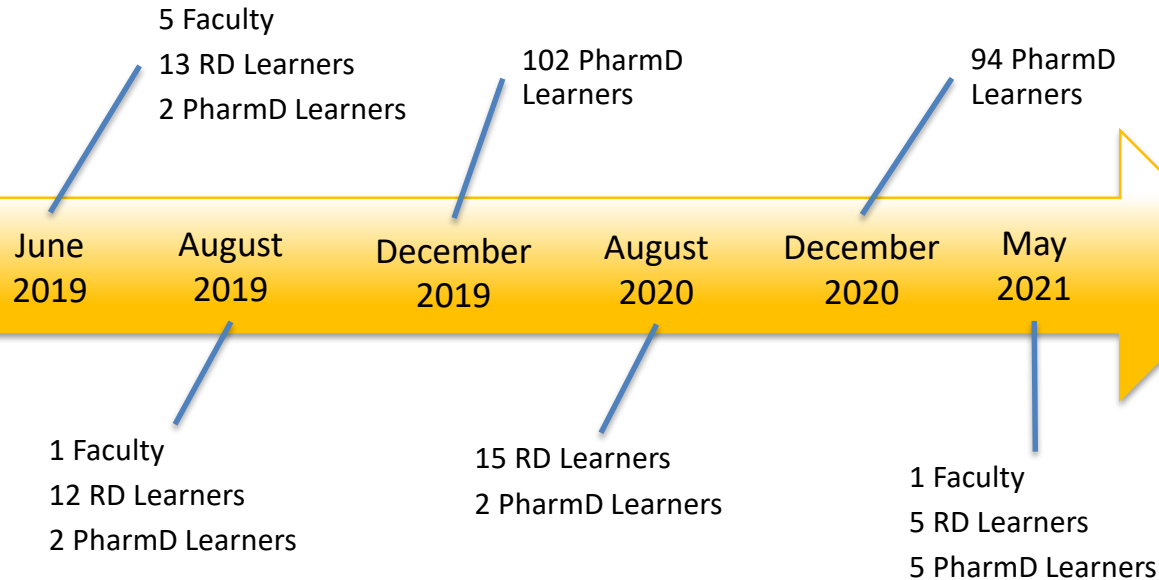 5 Faculty
13 RD Learners
2 PharmD Learners
102 PharmD
Learners
94 PharmD
Learners
June
2019
August
2019
December
2019
August
2020
December
2020
May
2021
1 Faculty
12 RD Learners
2 PharmD Learners
15 RD Learners
2 PharmD Learners
1 Faculty
5 RD Learners
5 PharmD Learners